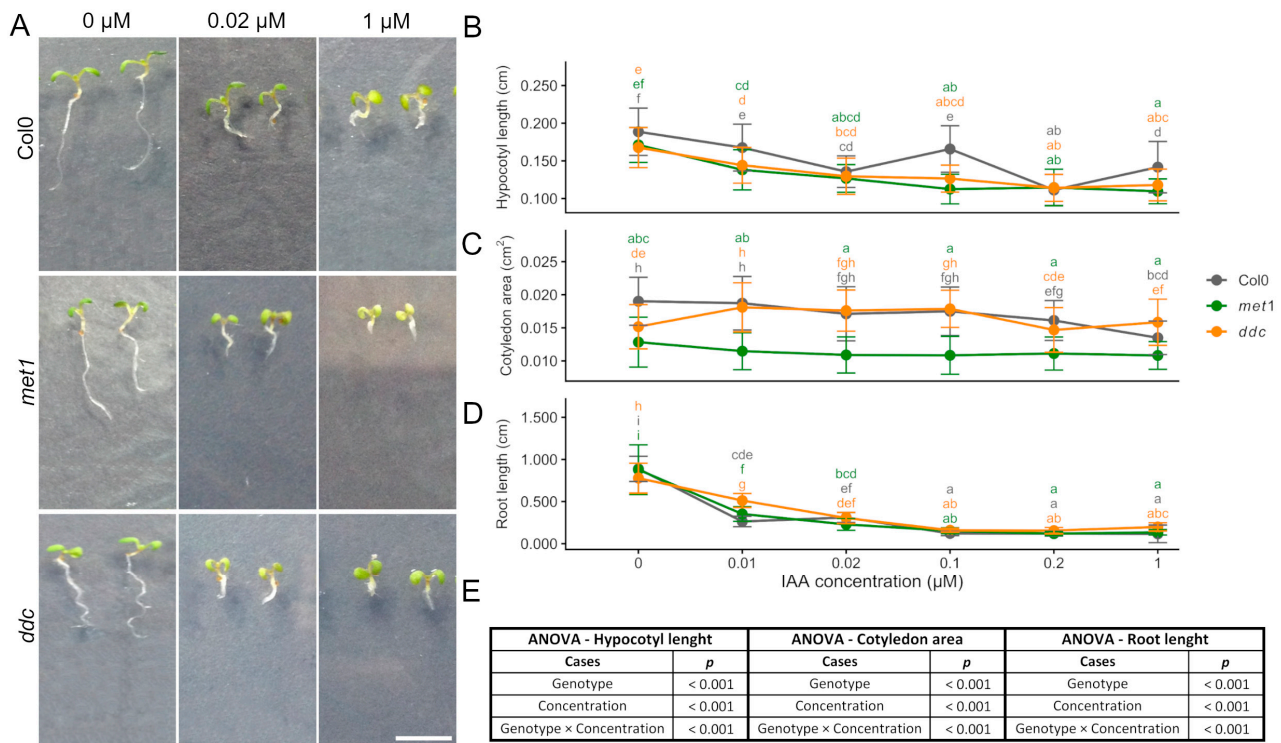 A
0 µM 0.02 µM 1 µM
Col0
met1
ddc
B
Hypocotyl length (cm)
0.250
0.200
0.150
0.100
e cd ab a
ef d abcd abcd ab abc
f e bcd e ab d
cd ab
C
Cotyledon area (cm²)
0.025
0.020
0.015
0.010
abc ab a a a a
de h fgh gh cde bcd
h h fgh fgh efg ef
Col0
met1
ddc
D
Root length (cm)
1.500
1.000
0.500
0.000
h cde bcd a a a
i f ef ab a a
i g def ab ab abc
0 0.01 0.02 0.1 0.2 1
IAA concentration (µM)
E
ANOVA - Hypocotyl lenght ANOVA - Cotyledon area ANOVA - Root lenght
Cases p Cases p Cases p
Genotype < 0.001 Genotype < 0.001 Genotype < 0.001
Concentration < 0.001 Concentration < 0.001 Concentration < 0.001
Genotype × Concentration < 0.001 Genotype × Concentration < 0.001 Genotype × Concentration < 0.001